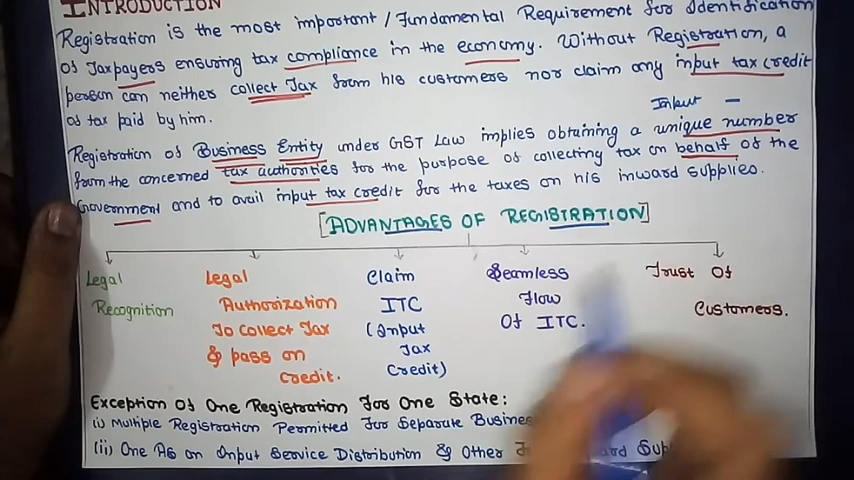 INTRODUCTION
Registration is the most important / Fundamental Requirement for Identification
of Taxpayers ensuring tax compliance in the economy. Without Registration, a
person can neither collect Tax from his customers nor claim any input tax credit
of tax paid by him.
Input –
Registration of Business Entity under GST Law implies obtaining a unique number
from the concerned tax authorities for the purpose of collecting tax on behalf of the
Government and to avail input tax credit for the taxes on his inward supplies.
[ADVANTAGES OF REGISTRATION]
Legal
Recognition
Legal
Authorization
To collect Tax
& pass on
credit.
Claim
ITC
(Input
Tax
Credit)
Seamless
Flow
Of ITC.
Trust Of
Customers.
Exception Of One Registration For One State:
(i) Multiple Registration Permitted For Separate
(ii) One As an Input Service Distribution & Other